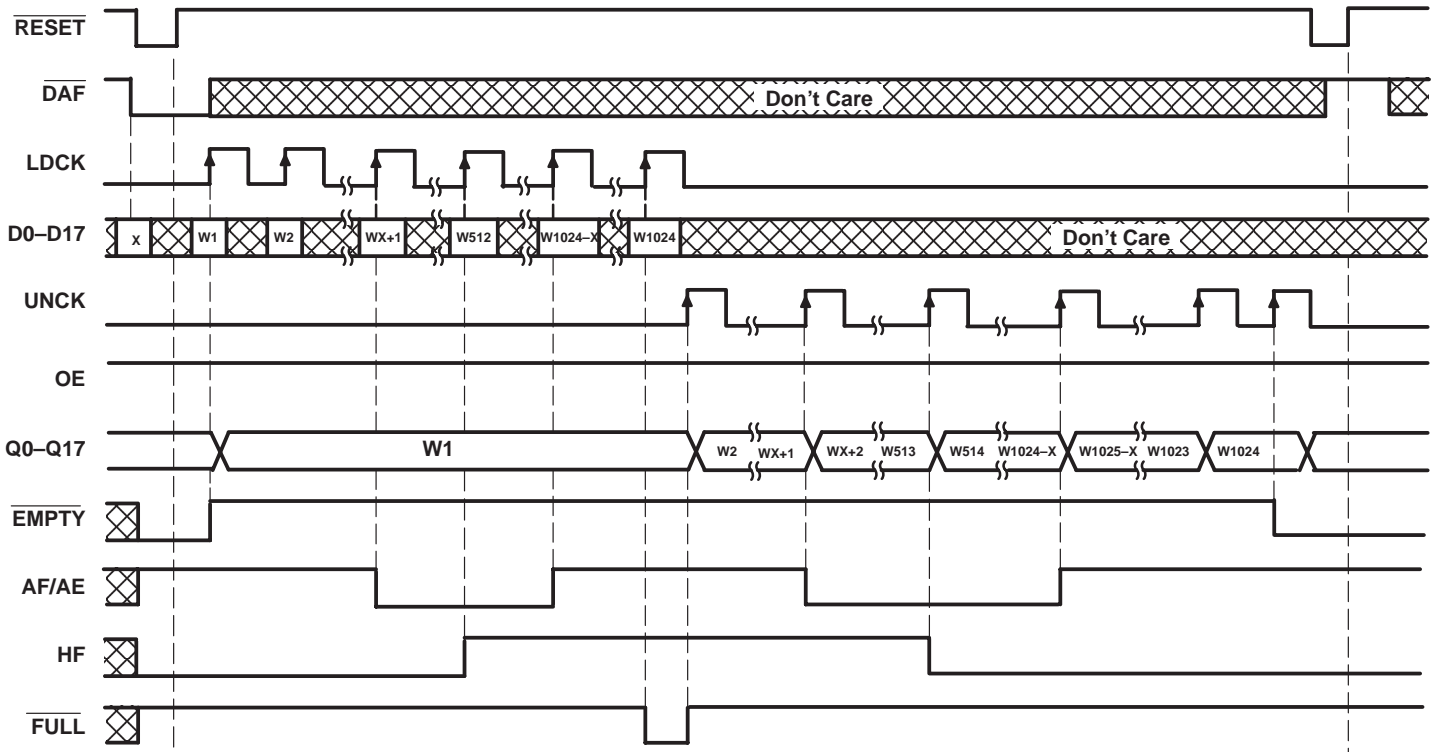 RESET
DAF
Don't Care
LDCK
D0–D17
X
W1
W2
WX+1
W512
W1024–X
W1024
Don't Care
UNCK
OE
Q0–Q17
W1
W2
WX+1
WX+2
W513
W514
W1024–X
W1025–X
W1023
W1024
EMPTY
AF/AE
HF
FULL